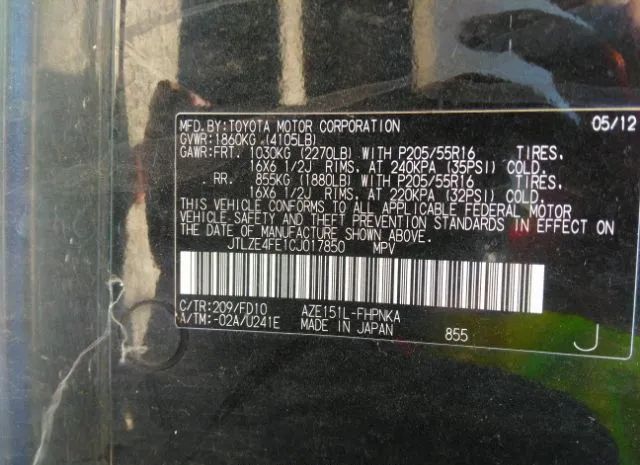 MFD.BY:TOYOTA MOTOR CORPORATION 05/12
GVWR:1860KG (4105LB)
GAWR:FRT. 1030KG (2270LB) WITH P205/55R16 TIRES,
16X6 1/2J RIMS, AT 240KPA (35PSI) COLD.
RR. 855KG (1880LB) WITH P205/55R16 TIRES,
16X6 1/2J RIMS, AT 220KPA (32PSI) COLD.
THIS VEHICLE CONFORMS TO ALL APPLICABLE FEDERAL MOTOR
VEHICLE SAFETY AND THEFT PREVENTION STANDARDS IN EFFECT ON
THE DATE OF MANUFACTURE SHOWN ABOVE.
JTLZE4FE1CJ017850 MPV
C/TR:209/FD10 AZE151L-FHPNKA
A/TM:-02A/U241E MADE IN JAPAN 855 J